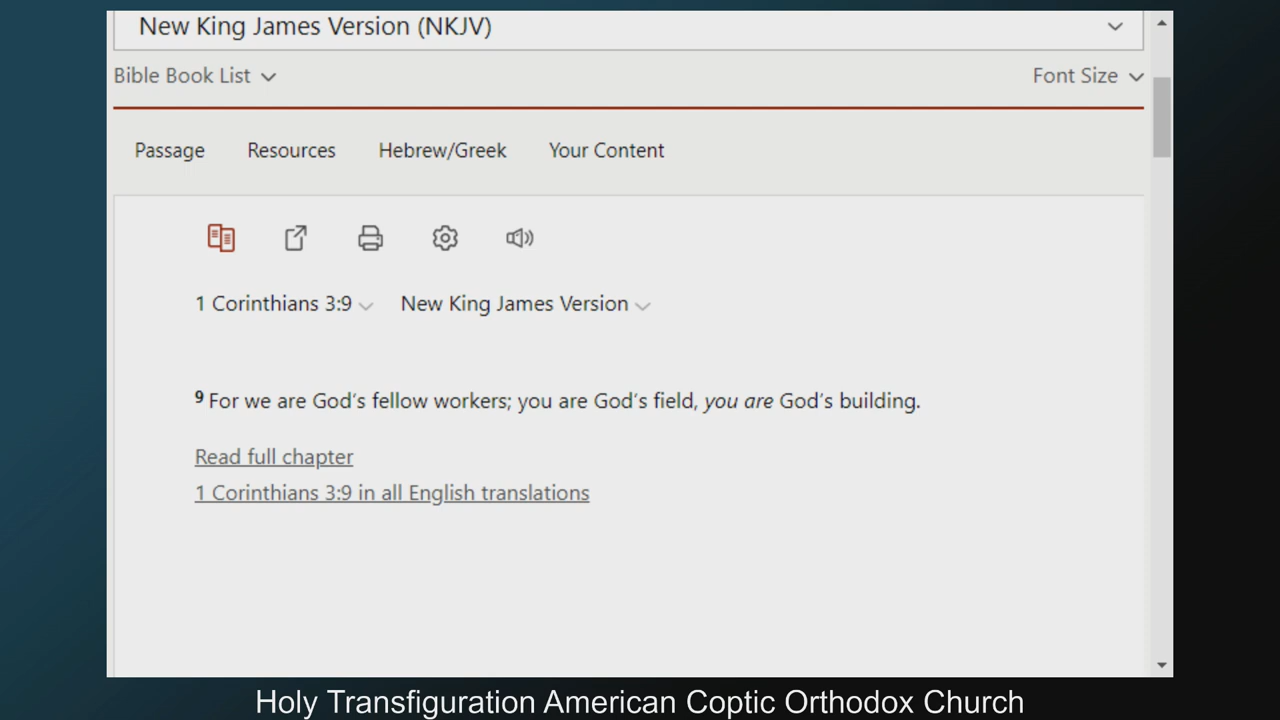 New King James Version (NKJV)
Bible Book List Font Size
Passage Resources Hebrew/Greek Your Content
1 Corinthians 3:9 New King James Version
9 For we are God's fellow workers; you are God's field, you are God's building.
Read full chapter
1 Corinthians 3:9 in all English translations
Holy Transfiguration American Coptic Orthodox Church